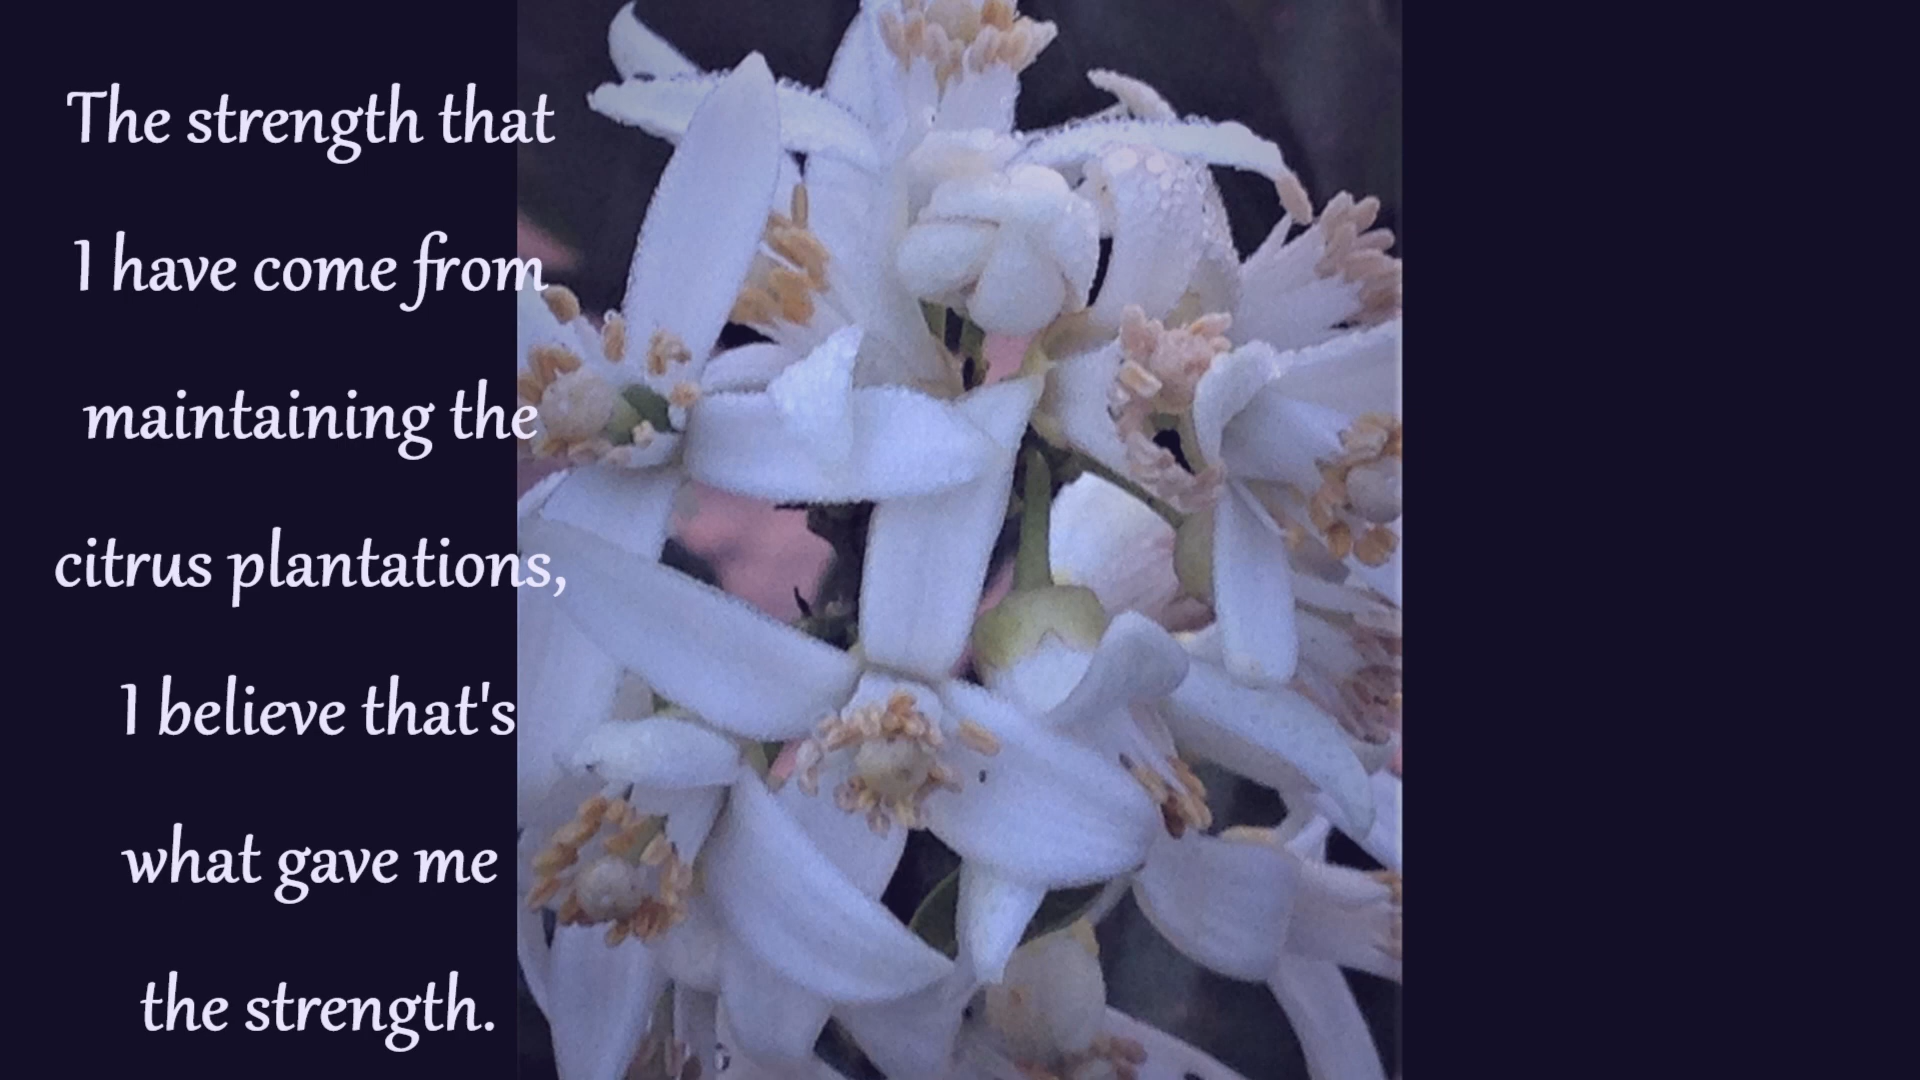 The strength that
I have come from
maintaining the
citrus plantations,
I believe that's
what gave me
the strength.